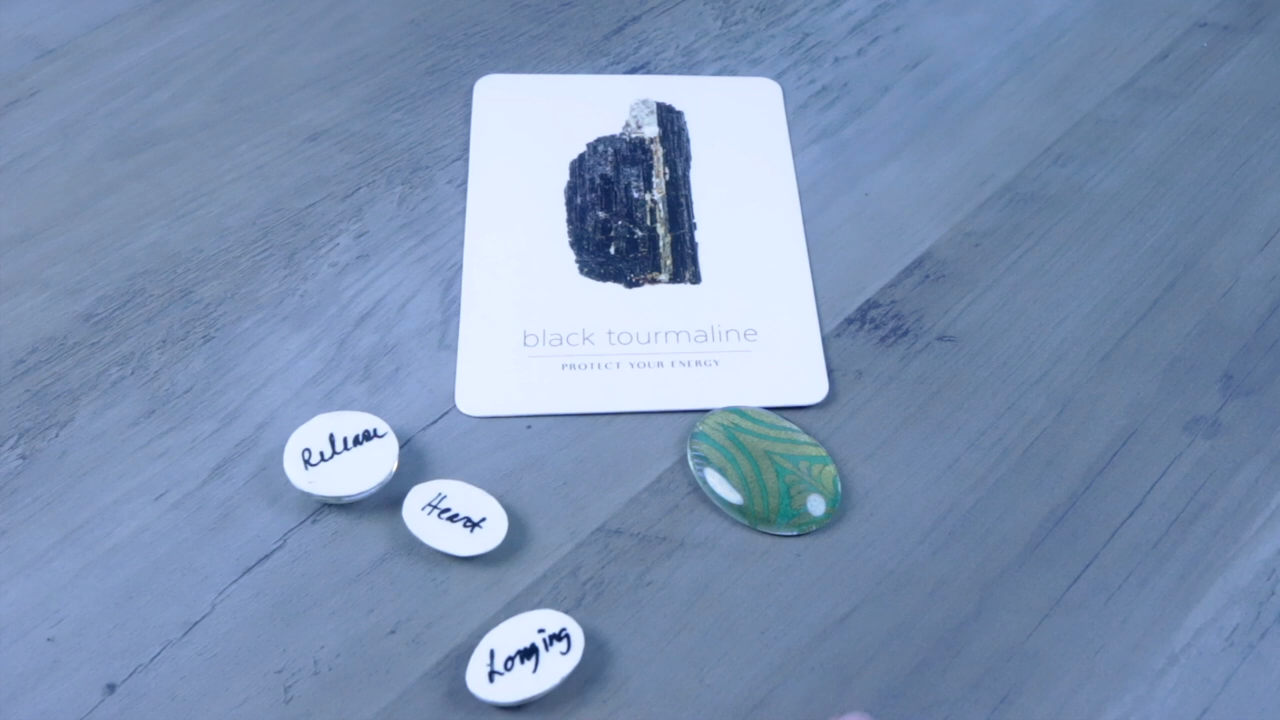 black tourmaline
PROTECT YOUR ENERGY
Release
Heart
Longing